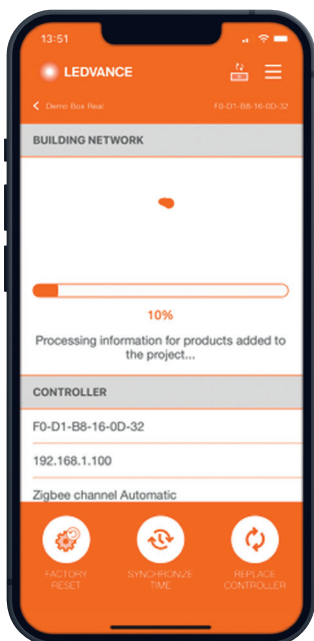 13:51
LEDVANCE
Demo Box Real
F0-D1-B8-16-0D-32
BUILDING NETWORK
10%
Processing information for products added to
the project...
CONTROLLER
F0-D1-B8-16-0D-32
192.168.1.100
Zigbee channel Automatic
FACTORY
RESET
SYNCHRONIZE
TIME
REPLACE
CONTROLLER